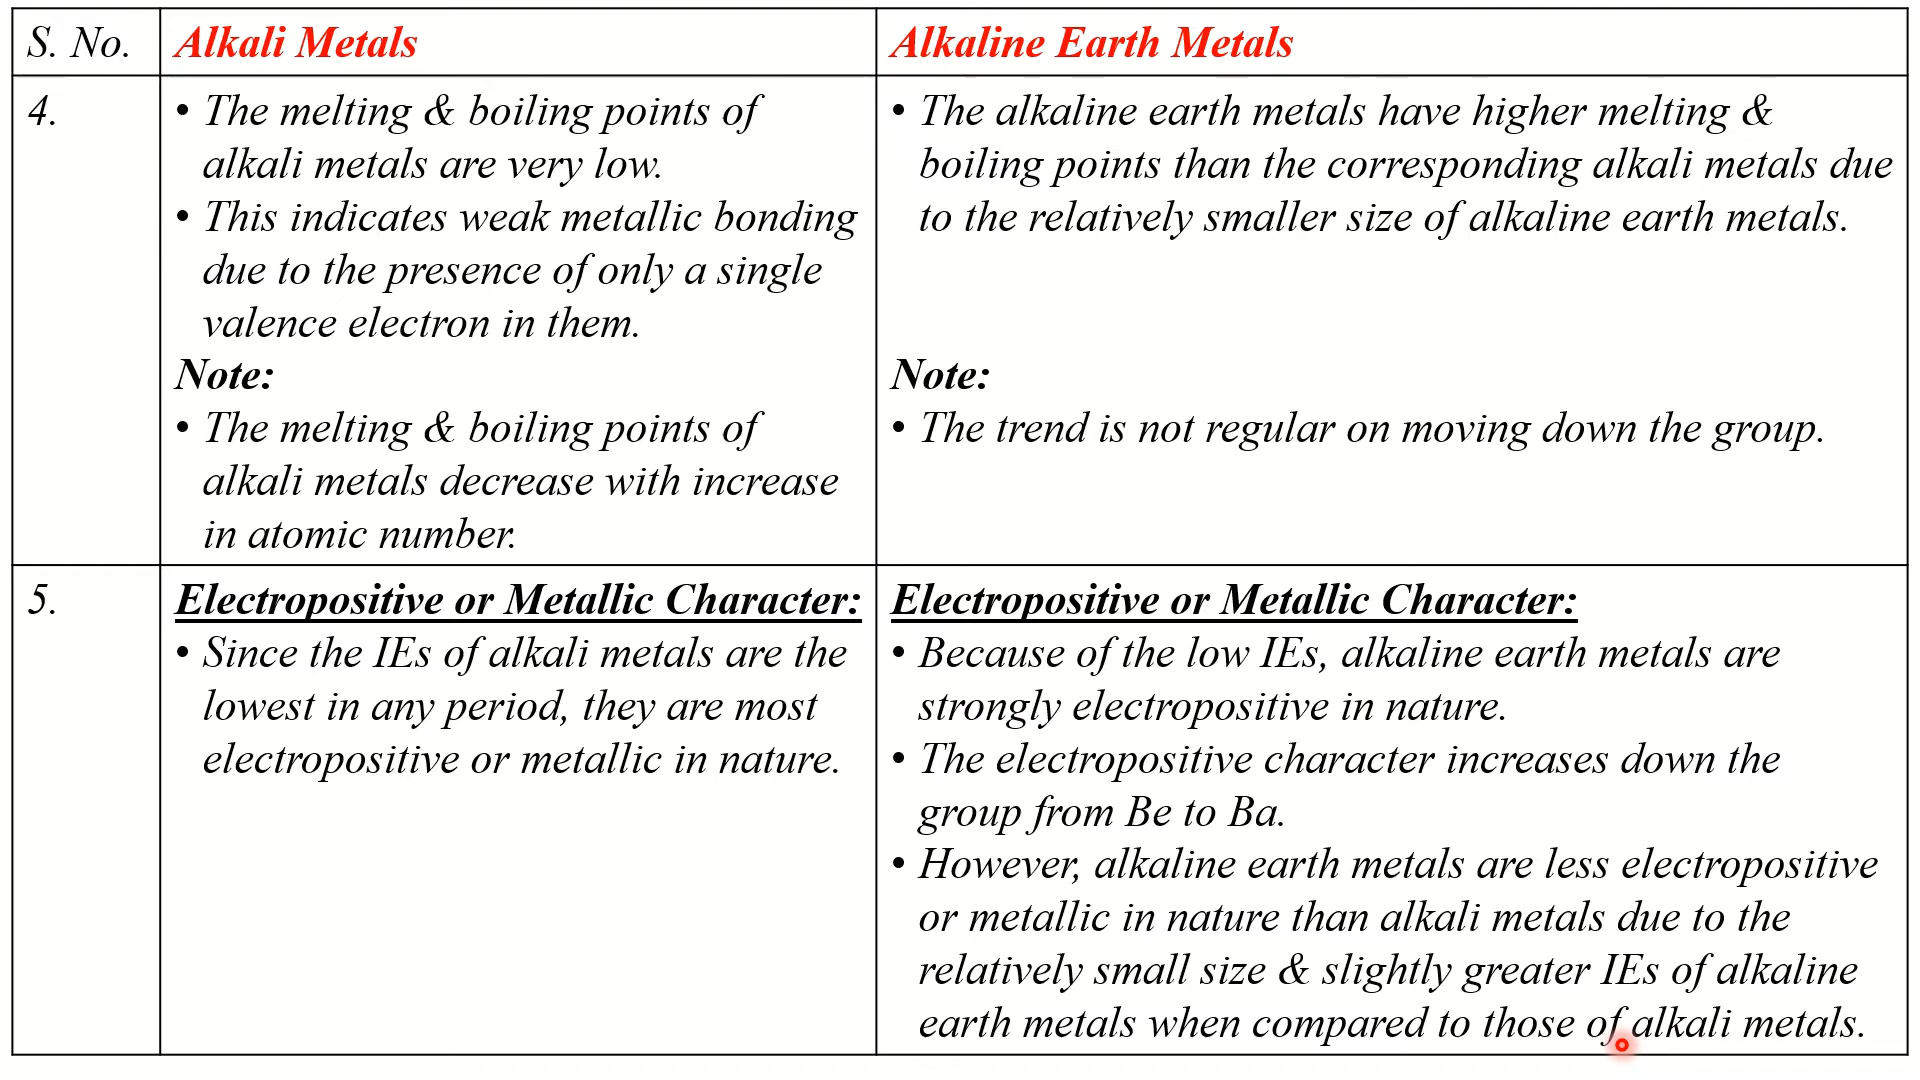 S. No.
Alkali Metals
Alkaline Earth Metals
4.
• The melting & boiling points of
alkali metals are very low.
• This indicates weak metallic bonding
due to the presence of only a single
valence electron in them.
Note:
• The melting & boiling points of
alkali metals decrease with increase
in atomic number.
• The alkaline earth metals have higher melting &
boiling points than the corresponding alkali metals due
to the relatively smaller size of alkaline earth metals.
Note:
• The trend is not regular on moving down the group.
5.
Electropositive or Metallic Character:
• Since the IEs of alkali metals are the
lowest in any period, they are most
electropositive or metallic in nature.
Electropositive or Metallic Character:
• Because of the low IEs, alkaline earth metals are
strongly electropositive in nature.
• The electropositive character increases down the
group from Be to Ba.
• However, alkaline earth metals are less electropositive
or metallic in nature than alkali metals due to the
relatively small size & slightly greater IEs of alkaline
earth metals when compared to those of alkali metals.